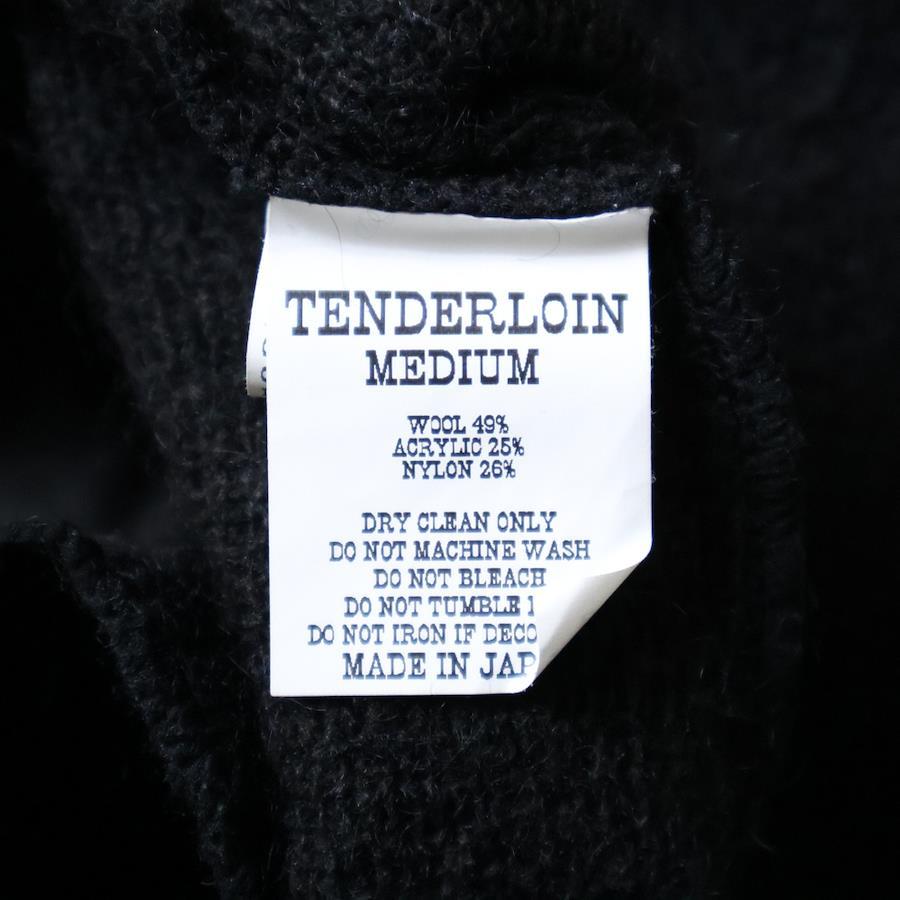 TENDERLOIN
MEDIUM
WOOL 49%
ACRYLIC 25%
NYLON 26%
DRY CLEAN ONLY
DO NOT MACHINE WASH
DO NOT BLEACH
DO NOT TUMBLE
DO NOT IRON IF DECO
MADE IN JAP